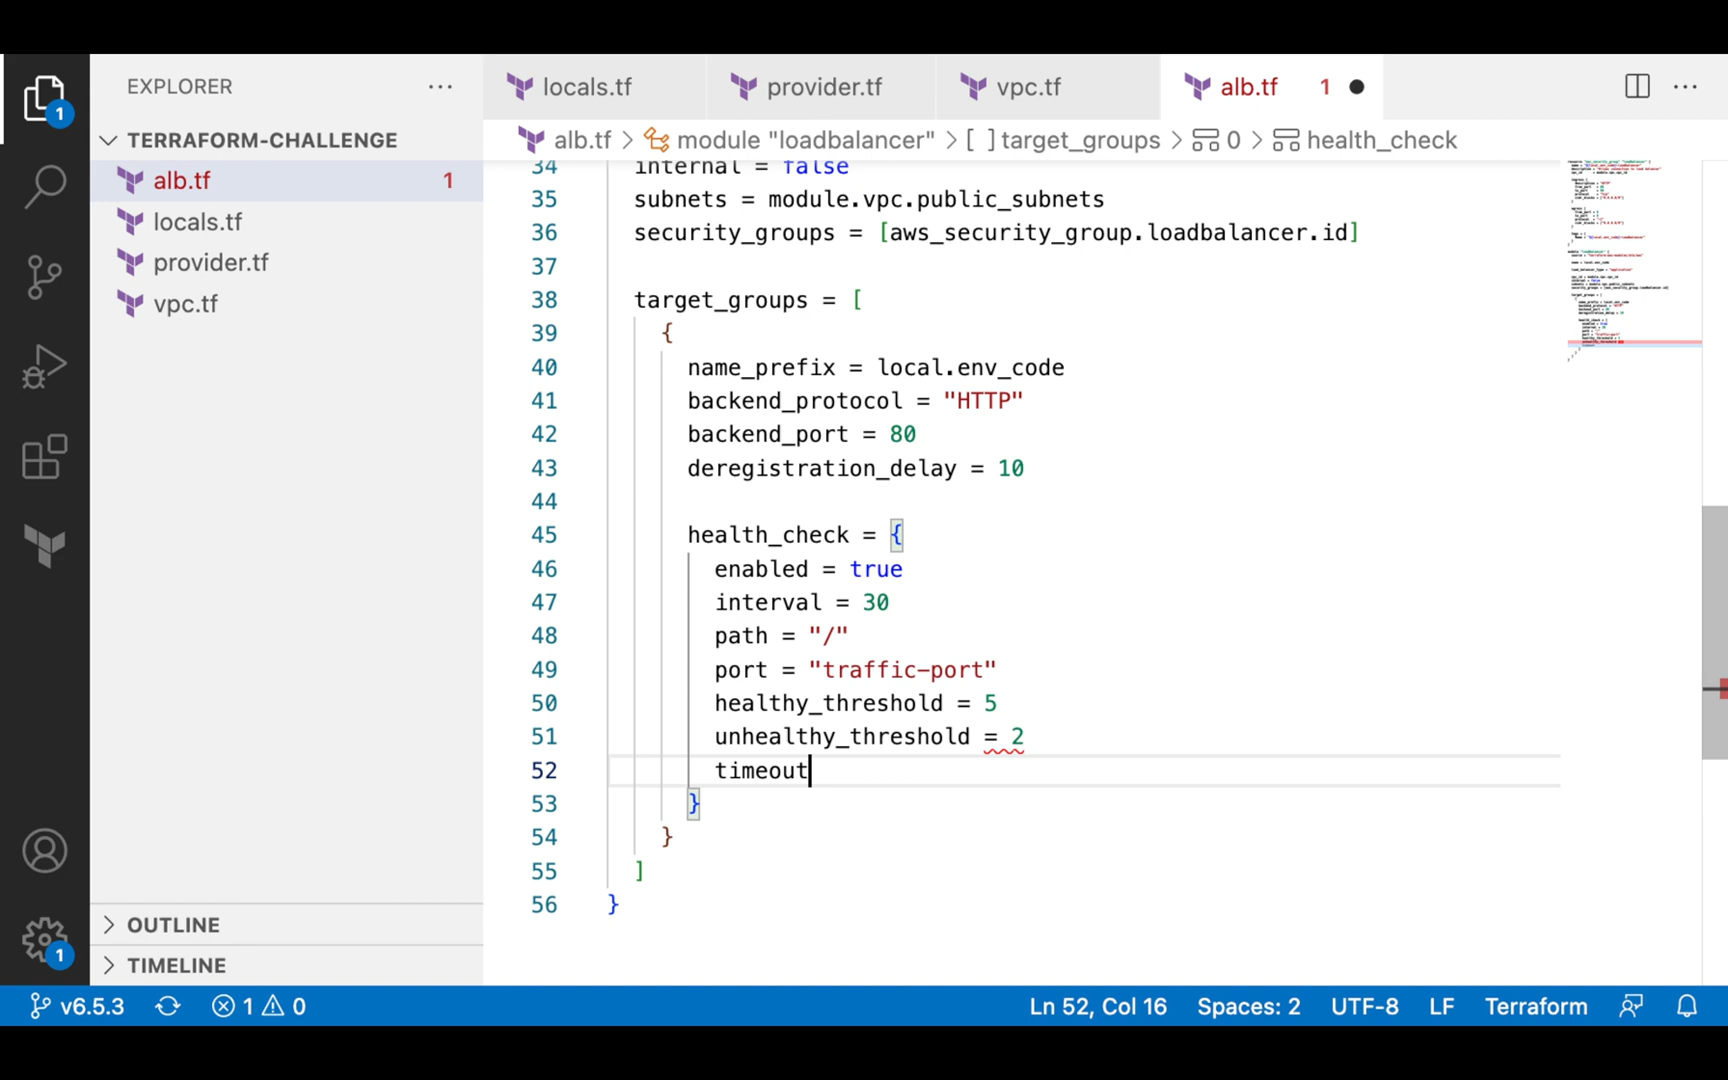 EXPLORER
locals.tf
provider.tf
vpc.tf
alb.tf 1
TERRAFORM-CHALLENGE
alb.tf > module "loadbalancer" > [ ] target_groups > 0 > health_check
alb.tf 1
locals.tf
provider.tf
vpc.tf
34 internal = false
35 subnets = module.vpc.public_subnets
36 security_groups = [aws_security_group.loadbalancer.id]
37
38 target_groups = [
39 {
40 name_prefix = local.env_code
41 backend_protocol = "HTTP"
42 backend_port = 80
43 deregistration_delay = 10
44
45 health_check = {
46 enabled = true
47 interval = 30
48 path = "/"
49 port = "traffic-port"
50 healthy_threshold = 5
51 unhealthy_threshold = 2
52 timeout
53 }
54 }
55 ]
56 }
1
OUTLINE
1
TIMELINE
v6.5.3 1 0 Ln 52, Col 16 Spaces: 2 UTF-8 LF Terraform